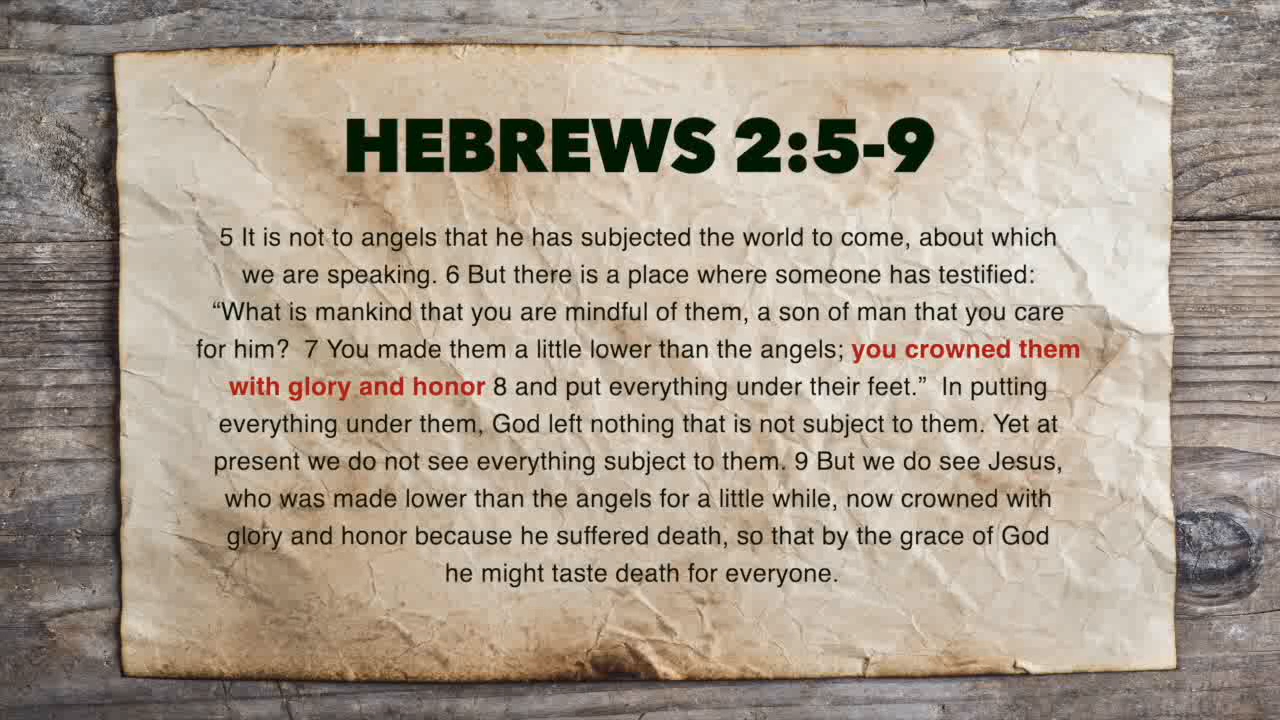 HEBREWS 2:5-9
5 It is not to angels that he has subjected the world to come, about which
we are speaking. 6 But there is a place where someone has testified:
“What is mankind that you are mindful of them, a son of man that you care
for him?  7 You made them a little lower than the angels; you crowned them
with glory and honor 8 and put everything under their feet.”  In putting
everything under them, God left nothing that is not subject to them. Yet at
present we do not see everything subject to them. 9 But we do see Jesus,
who was made lower than the angels for a little while, now crowned with
glory and honor because he suffered death, so that by the grace of God
he might taste death for everyone.